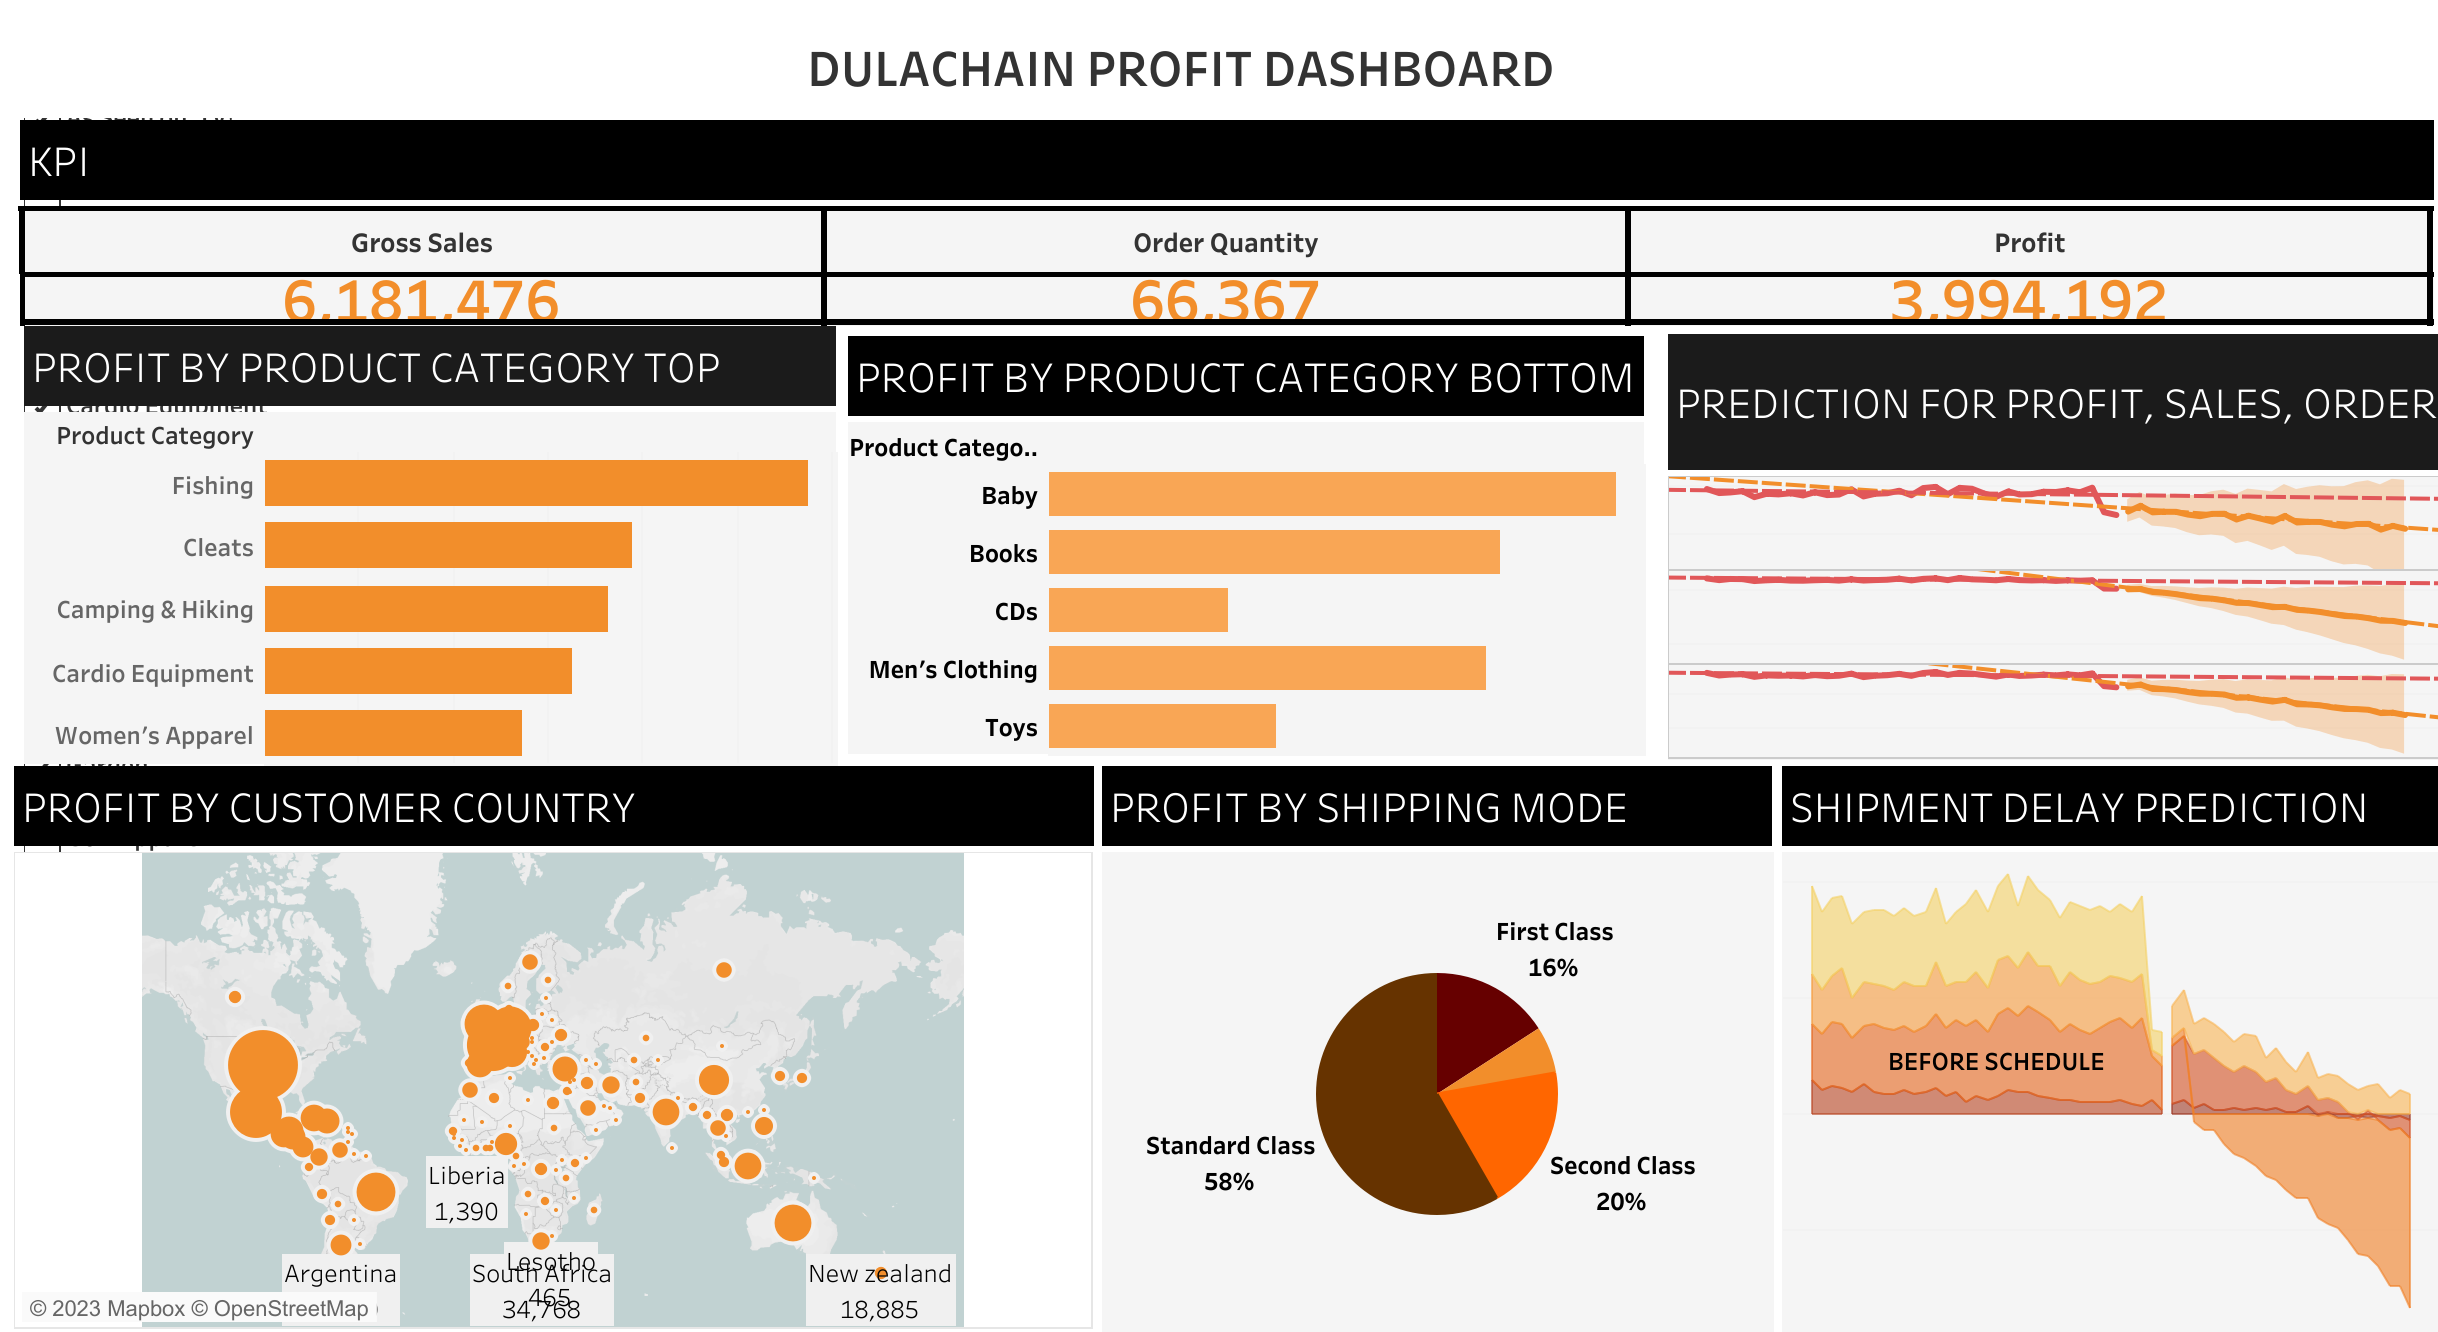 DULACHAIN PROFIT DASHBOARD
KPI
Gross Sales
Order Quantity
Profit
6,181,476
66,367
3,994,192
PROFIT BY PRODUCT CATEGORY TOP
PROFIT BY PRODUCT CATEGORY BOTTOM
PREDICTION FOR PROFIT, SALES, ORDER
Cardio Equipment
Product Category
Fishing
Cleats
Camping & Hiking
Cardio Equipment
Women's Apparel
Product Catego..
Baby
Books
CDs
Men's Clothing
Toys
PROFIT BY CUSTOMER COUNTRY
PROFIT BY SHIPPING MODE
SHIPMENT DELAY PREDICTION
Liberia
1,390
Argentina
Lesotho
465
South Africa
34,768
New zealand
18,885
© 2023 Mapbox © OpenStreetMap
First Class
16%
Standard Class
58%
Second Class
20%
BEFORE SCHEDULE